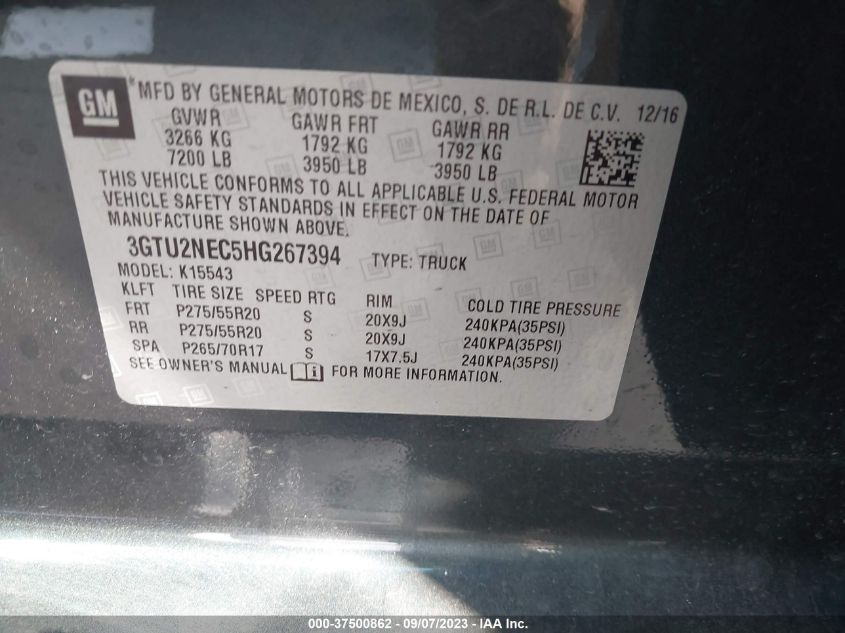 GM
*MFD BY GENERAL MOTORS DE MEXICO, S. DE R.L. DE C.V. 12/16
GVWR GAWR FRT GAWR RR
3266 KG 1792 KG 1792 KG
7200 LB 3950 LB 3950 LB
THIS VEHICLE CONFORMS TO ALL APPLICABLE U.S. FEDERAL MOTOR
VEHICLE SAFETY STANDARDS IN EFFECT ON THE DATE OF
MANUFACTURE SHOWN ABOVE.
3GTU2NEC5HG267394 TYPE: TRUCK
MODEL: K15543
KLFT TIRE SIZE SPEED RTG RIM COLD TIRE PRESSURE
FRT P275/55R20 S 20X9J 240KPA(35PSI)
RR P275/55R20 S 20X9J 240KPA(35PSI)
SPA P265/70R17 S 17X7.5J 240KPA(35PSI)
SEE OWNER'S MANUAL i FOR MORE INFORMATION.
000-37500862 - 09/07/2023 - IAA Inc.